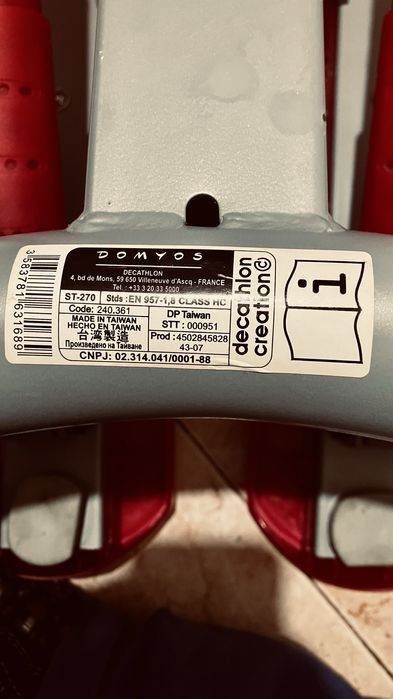 3583781631689
DOMYOS
DECATHLON
4, bd de Mons, 59 650 Villeneuve d'Ascq - FRANCE
Tel. : +33 3 20 33 5000
ST-270 Stds :EN 957-1,8 CLASS HC
Code: 240.361
MADE IN TAIWAN
HECHO EN TAIWAN
台湾製造
Произведено на Тайване
DP Taiwan
STT : 000951
Prod :4502845828
43-07
CNPJ: 02.314.041/0001-88
decathlon
creation
i